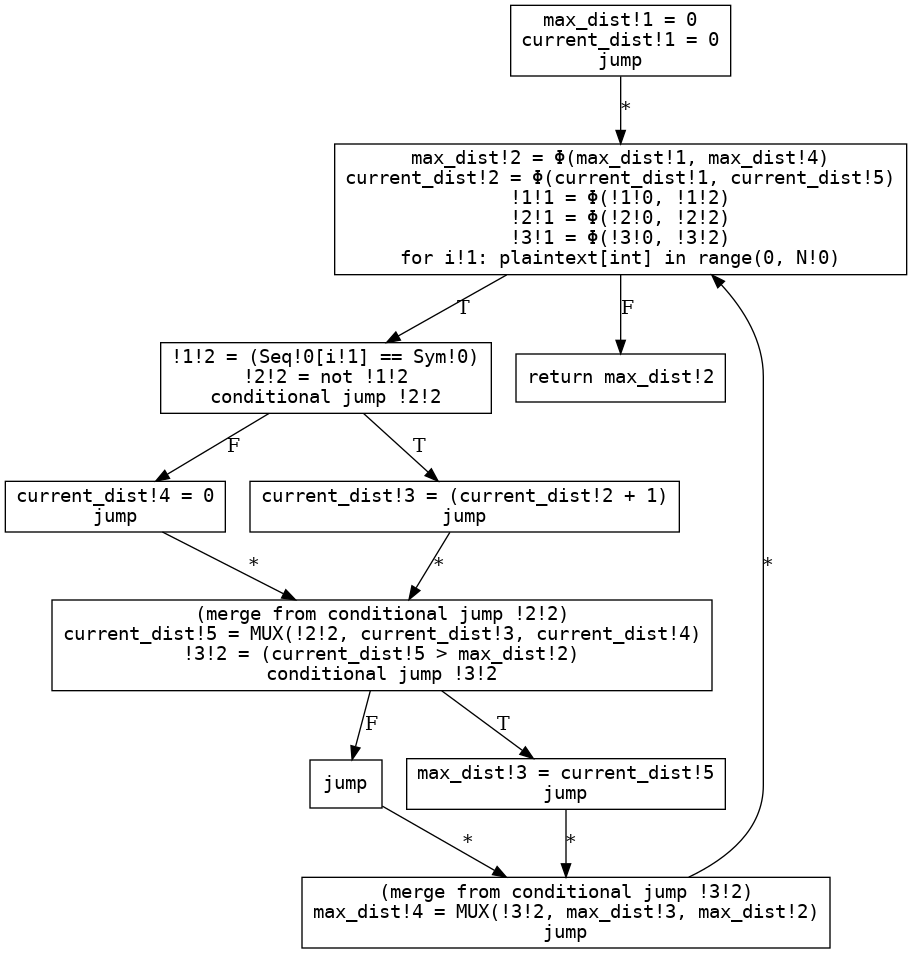 max_dist!1 = 0
current_dist!1 = 0
jump
*
max_dist!2 = Φ(max_dist!1, max_dist!4)
current_dist!2 = Φ(current_dist!1, current_dist!5)
!1!1 = Φ(!1!0, !1!2)
!2!1 = Φ(!2!0, !2!2)
!3!1 = Φ(!3!0, !3!2)
for i!1: plaintext[int] in range(0, N!0)
T
F
!1!2 = (Seq!0[i!1] == Sym!0)
!2!2 = not !1!2
conditional jump !2!2
return max_dist!2
F
T
current_dist!4 = 0
jump
current_dist!3 = (current_dist!2 + 1)
jump
*
*
*
(merge from conditional jump !2!2)
current_dist!5 = MUX(!2!2, current_dist!3, current_dist!4)
!3!2 = (current_dist!5 > max_dist!2)
conditional jump !3!2
F
T
jump
max_dist!3 = current_dist!5
jump
*
*
(merge from conditional jump !3!2)
max_dist!4 = MUX(!3!2, max_dist!3, max_dist!2)
jump